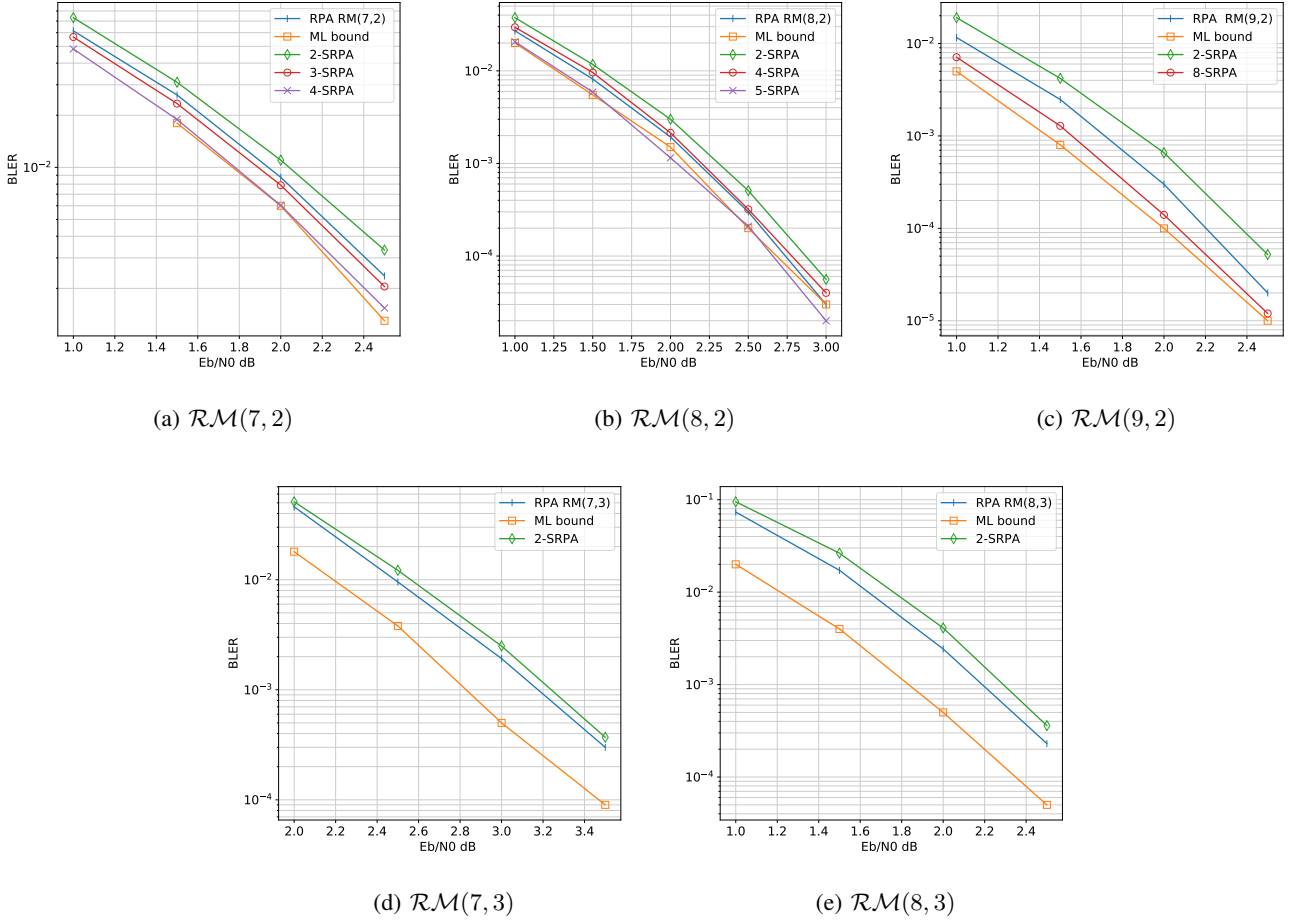 RPA RM(7,2)
ML bound
2-SRPA
3-SRPA
4-SRPA
BLER
10⁻²
1.0 1.2 1.4 1.6 1.8 2.0 2.2 2.4
Eb/N0 dB
(a) ℛℳ(7, 2)
RPA RM(8,2)
ML bound
2-SRPA
4-SRPA
5-SRPA
BLER
10⁻²
10⁻³
10⁻⁴
1.00 1.25 1.50 1.75 2.00 2.25 2.50 2.75 3.00
Eb/N0 dB
(b) ℛℳ(8, 2)
RPA RM(9,2)
ML bound
2-SRPA
8-SRPA
BLER
10⁻²
10⁻³
10⁻⁴
10⁻⁵
1.0 1.2 1.4 1.6 1.8 2.0 2.2 2.4
Eb/N0 dB
(c) ℛℳ(9, 2)
RPA RM(7,3)
ML bound
2-SRPA
BLER
10⁻²
10⁻³
10⁻⁴
2.0 2.2 2.4 2.6 2.8 3.0 3.2 3.4
Eb/N0 dB
(d) ℛℳ(7, 3)
RPA RM(8,3)
ML bound
2-SRPA
BLER
10⁻¹
10⁻²
10⁻³
10⁻⁴
1.0 1.2 1.4 1.6 1.8 2.0 2.2 2.4
Eb/N0 dB
(e) ℛℳ(8, 3)